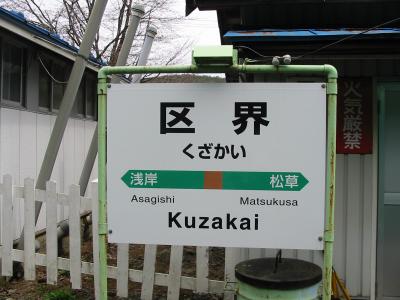 区界
くざかい
浅岸 松草
Asagishi Matsukusa
Kuzakai
火気厳禁